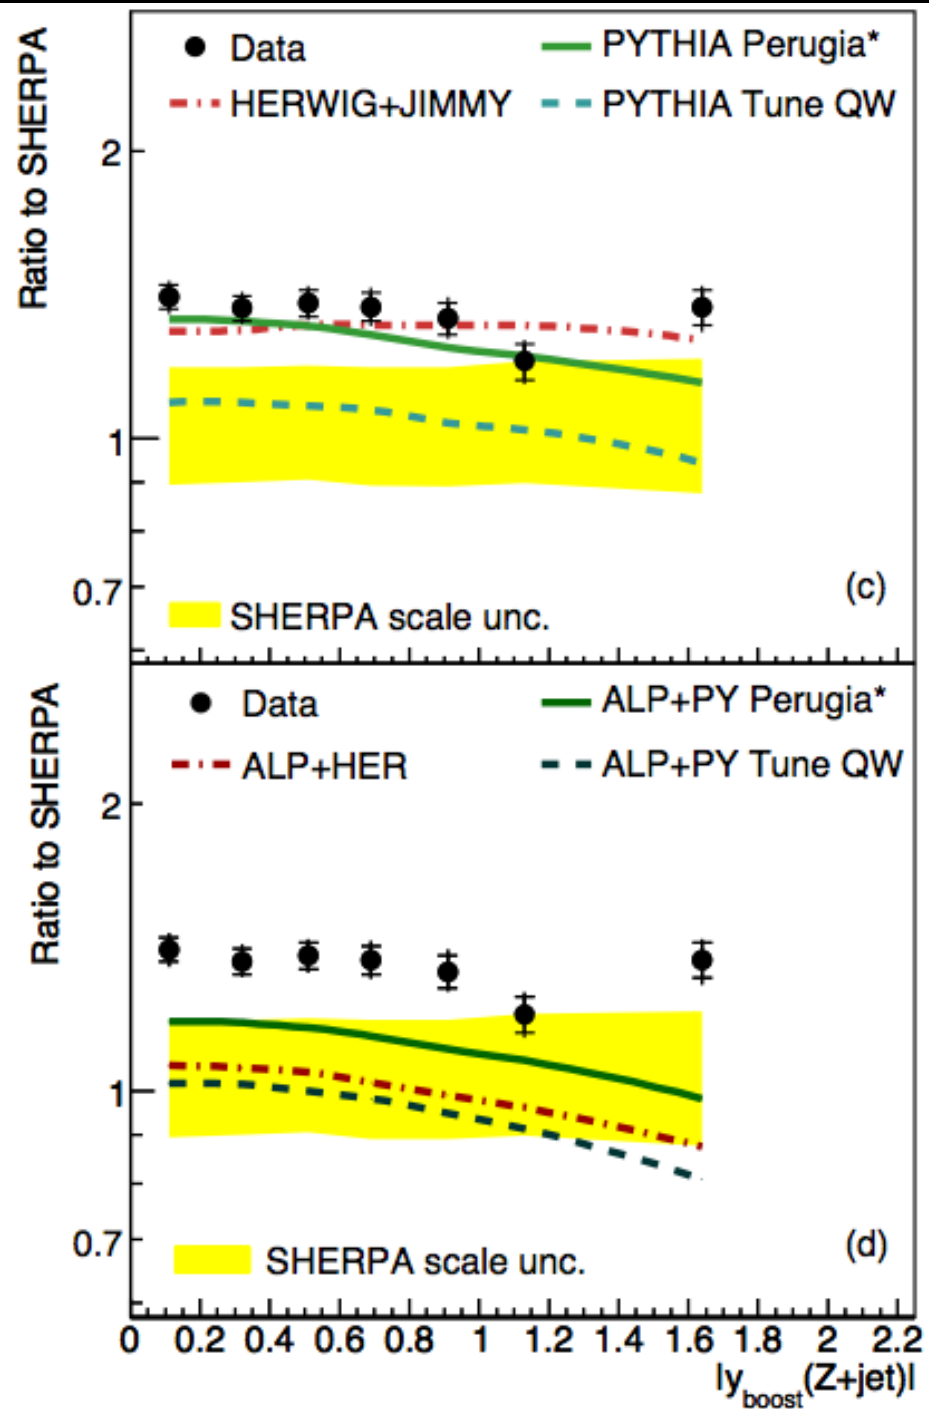 Ratio to SHERPA
Data
PYTHIA Perugia*
HERWIG+JIMMY
PYTHIA Tune QW
2
1
0.7
(c)
SHERPA scale unc.
Ratio to SHERPA
Data
ALP+PY Perugia*
ALP+HER
ALP+PY Tune QW
2
1
0.7
(d)
SHERPA scale unc.
0 0.2 0.4 0.6 0.8 1 1.2 1.4 1.6 1.8 2 2.2
|y_boost(Z+jet)|